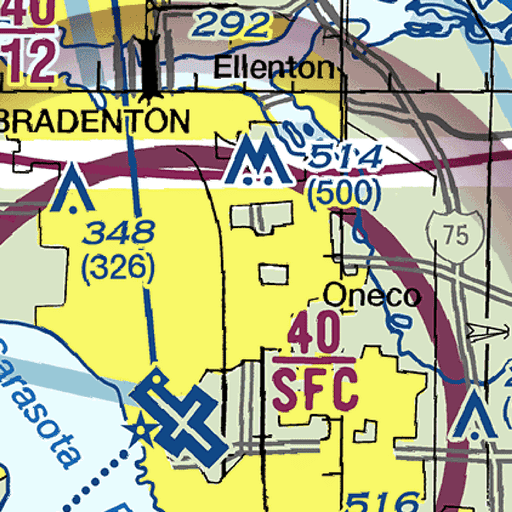 40
12
292
Ellenton
BRADENTON
514
(500)
348
(326)
75
Oneco
40
SFC
Sarasota
516